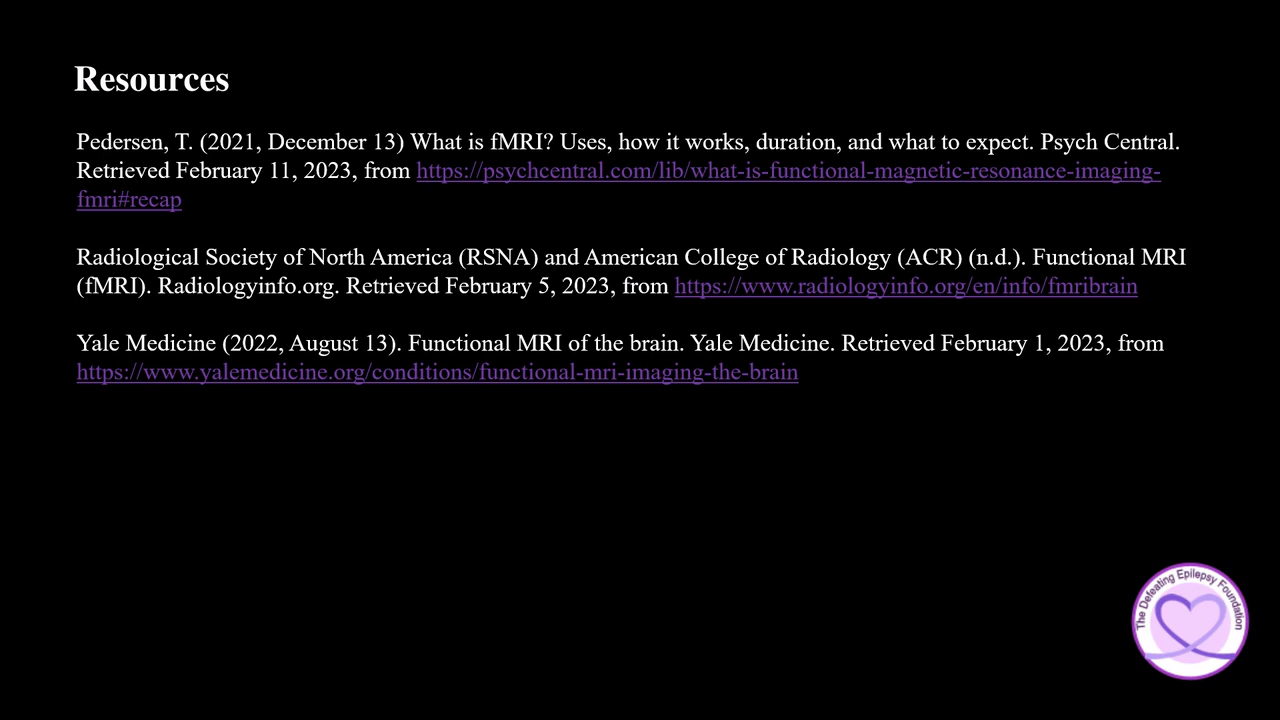 Resources
Pedersen, T. (2021, December 13) What is fMRI? Uses, how it works, duration, and what to expect. Psych Central.
Retrieved February 11, 2023, from https://psychcentral.com/lib/what-is-functional-magnetic-resonance-imaging-
fmri#recap
Radiological Society of North America (RSNA) and American College of Radiology (ACR) (n.d.). Functional MRI
(fMRI). Radiologyinfo.org. Retrieved February 5, 2023, from https://www.radiologyinfo.org/en/info/fmribrain
Yale Medicine (2022, August 13). Functional MRI of the brain. Yale Medicine. Retrieved February 1, 2023, from
https://www.yalemedicine.org/conditions/functional-mri-imaging-the-brain
The Defeating Epilepsy Foundation